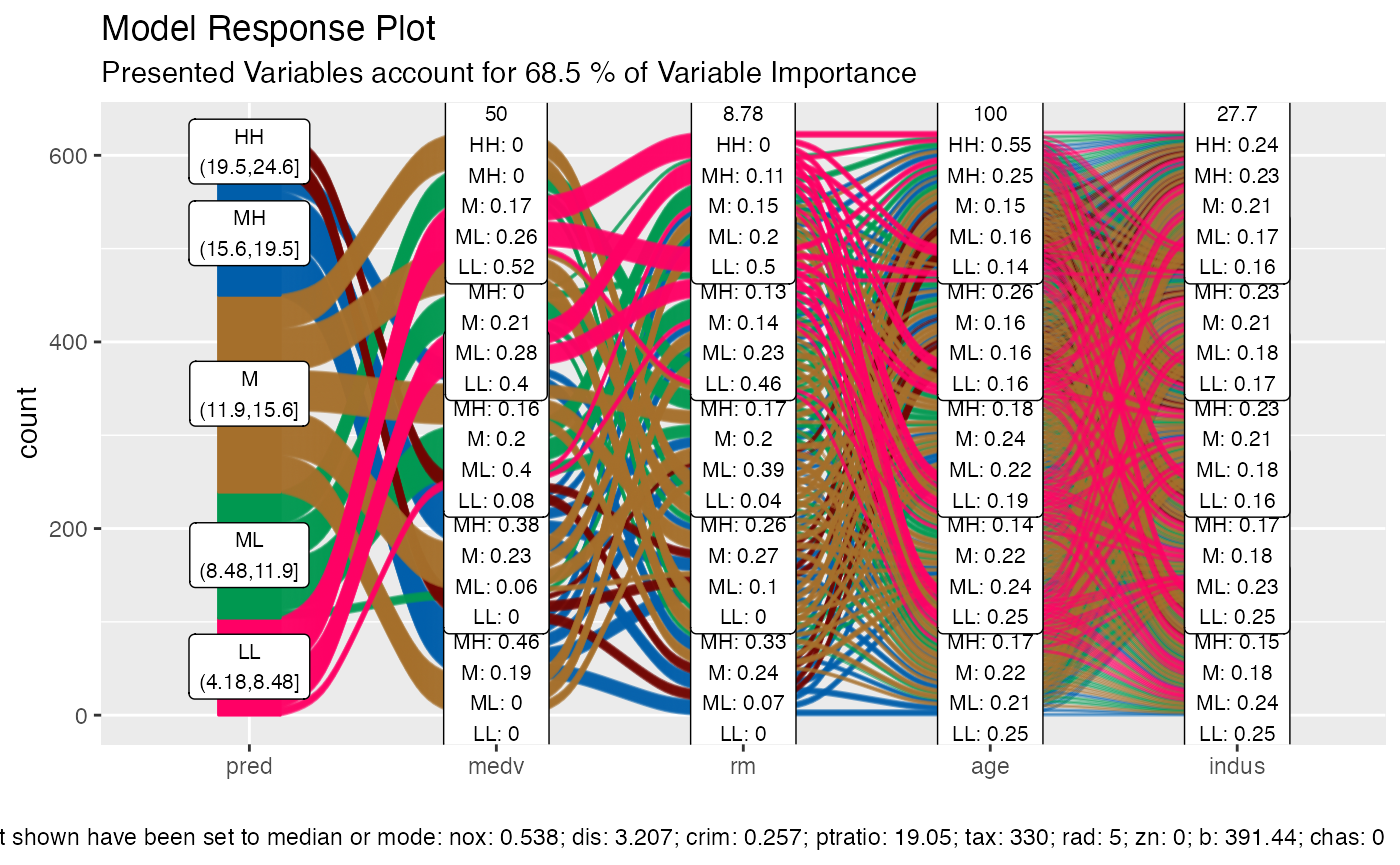 Model Response Plot
Presented Variables account for 68.5 % of Variable Importance
count
600
400
200
0
HH
(19.5,24.6]
MH
(15.6,19.5]
M
(11.9,15.6]
ML
(8.48,11.9]
LL
(4.18,8.48]
50
HH: 0
MH: 0
M: 0.17
ML: 0.26
LL: 0.52
MH: 0
M: 0.21
ML: 0.28
LL: 0.4
MH: 0.16
M: 0.2
ML: 0.4
LL: 0.08
MH: 0.38
M: 0.23
ML: 0.06
LL: 0
MH: 0.46
M: 0.19
ML: 0
LL: 0
8.78
HH: 0
MH: 0.11
M: 0.15
ML: 0.2
LL: 0.5
MH: 0.13
M: 0.14
ML: 0.23
LL: 0.46
MH: 0.17
M: 0.2
ML: 0.39
LL: 0.04
MH: 0.26
M: 0.27
ML: 0.1
LL: 0
MH: 0.33
M: 0.24
ML: 0.07
LL: 0
100
HH: 0.55
MH: 0.25
M: 0.15
ML: 0.16
LL: 0.14
MH: 0.26
M: 0.16
ML: 0.16
LL: 0.16
MH: 0.18
M: 0.24
ML: 0.22
LL: 0.19
MH: 0.14
M: 0.22
ML: 0.24
LL: 0.25
MH: 0.17
M: 0.22
ML: 0.21
LL: 0.25
27.7
HH: 0.24
MH: 0.23
M: 0.21
ML: 0.17
LL: 0.16
MH: 0.23
M: 0.21
ML: 0.18
LL: 0.17
MH: 0.23
M: 0.21
ML: 0.18
LL: 0.16
MH: 0.17
M: 0.18
ML: 0.23
LL: 0.25
MH: 0.15
M: 0.18
ML: 0.24
LL: 0.25
pred medv rm age indus
t shown have been set to median or mode: nox: 0.538; dis: 3.207; crim: 0.257; ptratio: 19.05; tax: 330; rad: 5; zn: 0; b: 391.44; chas: 0